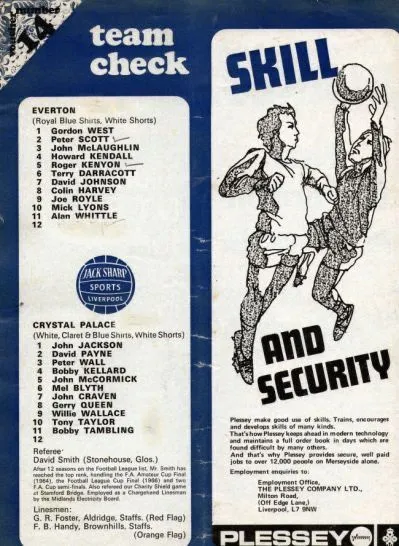 number
14
team
check
EVERTON
(Royal Blue Shirts, White Shorts)
1 Gordon WEST
2 Peter SCOTT
3 John McLAUGHLIN
4 Howard KENDALL
5 Roger KENYON
6 Terry DARRACOTT
7 David JOHNSON
8 Colin HARVEY
9 Joe ROYLE
10 Mick LYONS
11 Alan WHITTLE
12
JACK SHARP
SPORTS
LIVERPOOL
CRYSTAL PALACE
(White, Claret & Blue Shirts, White Shorts)
1 John JACKSON
2 David PAYNE
3 Peter WALL
4 Bobby KELLARD
5 John McCORMICK
6 Mel BLYTH
7 John CRAVEN
8 Gerry QUEEN
9 Willie WALLACE
10 Tony TAYLOR
11 Bobby TAMBLING
12
Referee:
David Smith (Stonehouse, Glos.)
After 12 seasons on the Football League list, Mr. Smith has
reached the top rank, handling the F.A. Amateur Cup Final
(1964), the Football League Cup Final (1966) and two
F.A. Cup semi-finals. Also refereed our Charity Shield game
at Stamford Bridge. Employed as a Chargehand Linesman
by the Midlands Electricity Board.
Linesmen:
G. R. Foster, Aldridge, Staffs. (Red Flag)
F. B. Handy, Brownhills, Staffs.
(Orange Flag)
SKILL
AND
SECURITY
Plessey make good use of skills. Trains, encourages
and develops skills of many kinds.
That's how Plessey keeps ahead in modern technology
and maintains a full order book in days which are
found difficult by many others.
And that's why Plessey provides secure, well paid
jobs to over 12,000 people on Merseyside alone.
Employment enquiries to:
Employment Office,
THE PLESSEY COMPANY LTD.,
Milton Road,
(Off Edge Lane,)
Liverpool, L7 9NW
PLESSEY